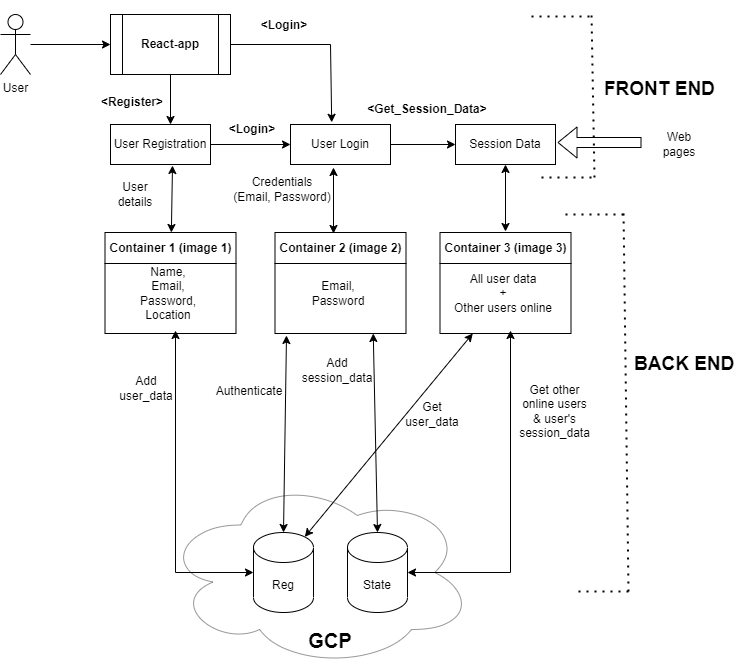 <Login>
React-app
User
FRONT END
<Register>
<Login>
<Get_Session_Data>
User Registration
User Login
Session Data
Web
pages
User
details
Credentials
(Email, Password)
Container 1 (image 1)
Name,
Email,
Password,
Location
Container 2 (image 2)
Email,
Password
Container 3 (image 3)
All user data
+
Other users online
BACK END
Add
user_data
Authenticate
Add
session_data
Get
user_data
Get other
online users
& user's
session_data
Reg
State
GCP